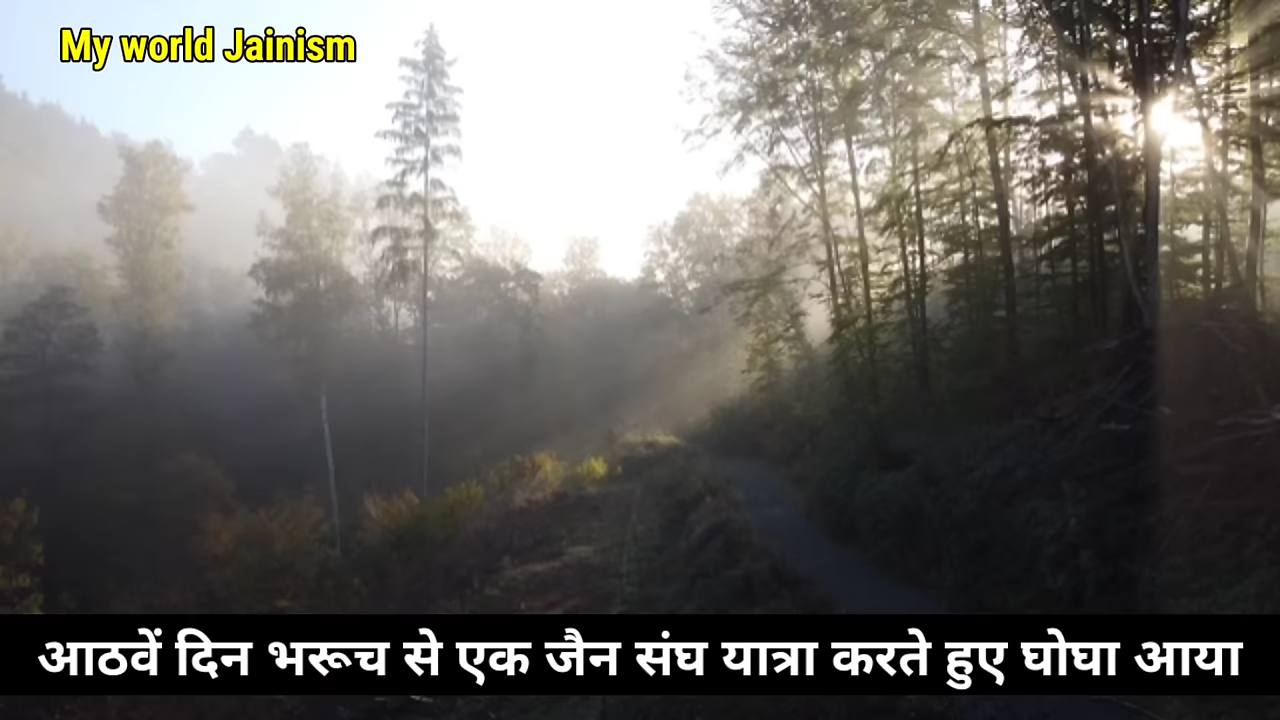 My world Jainism
आठवें दिन भरूच से एक जैन संघ यात्रा करते हुए घोघा आया